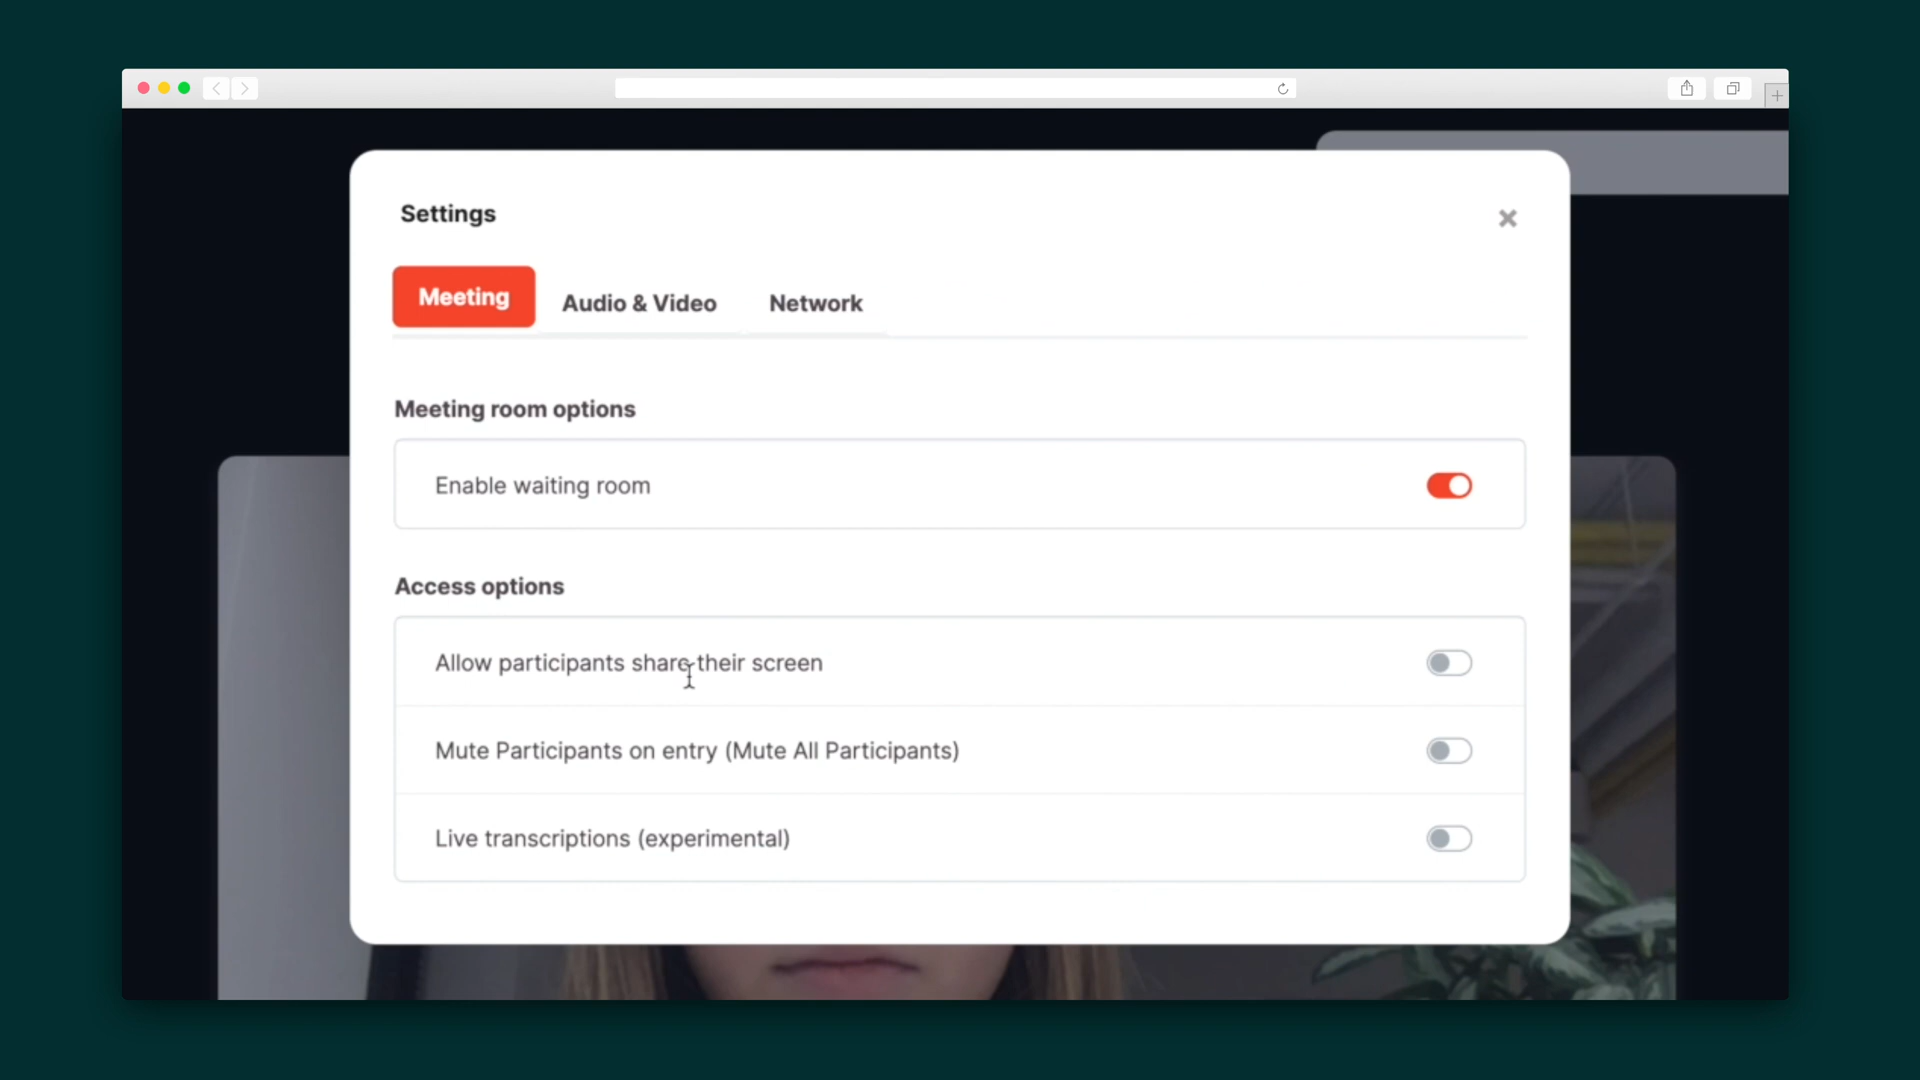 Settings
Meeting
Audio & Video
Network
Meeting room options
Enable waiting room
Access options
Allow participants share their screen
Mute Participants on entry (Mute All Participants)
Live transcriptions (experimental)